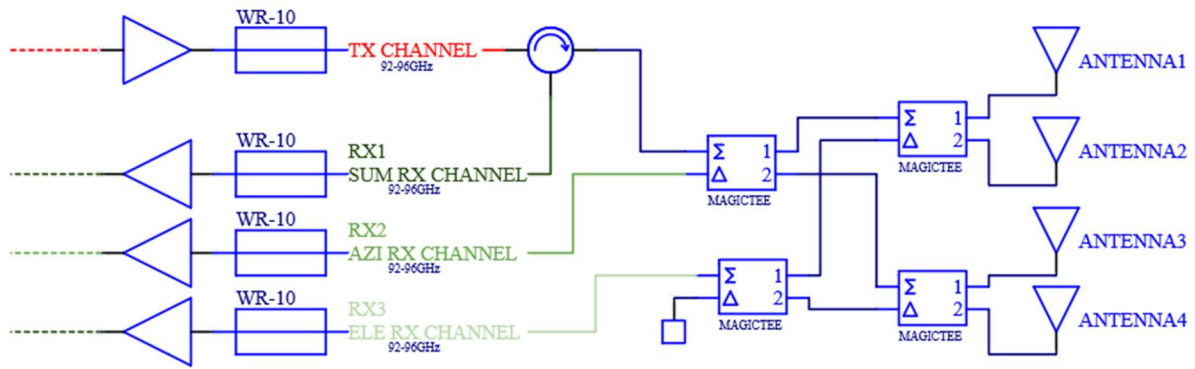 WR-10
TX CHANNEL
92-96GHz
WR-10
RX1
SUM RX CHANNEL
92-96GHz
WR-10
RX2
AZI RX CHANNEL
92-96GHz
WR-10
RX3
ELE RX CHANNEL
92-96GHz
Σ 1
Δ 2
MAGICTEE
Σ 1
Δ 2
MAGICTEE
Σ 1
Δ 2
MAGICTEE
Σ 1
Δ 2
MAGICTEE
ANTENNA1
ANTENNA2
ANTENNA3
ANTENNA4